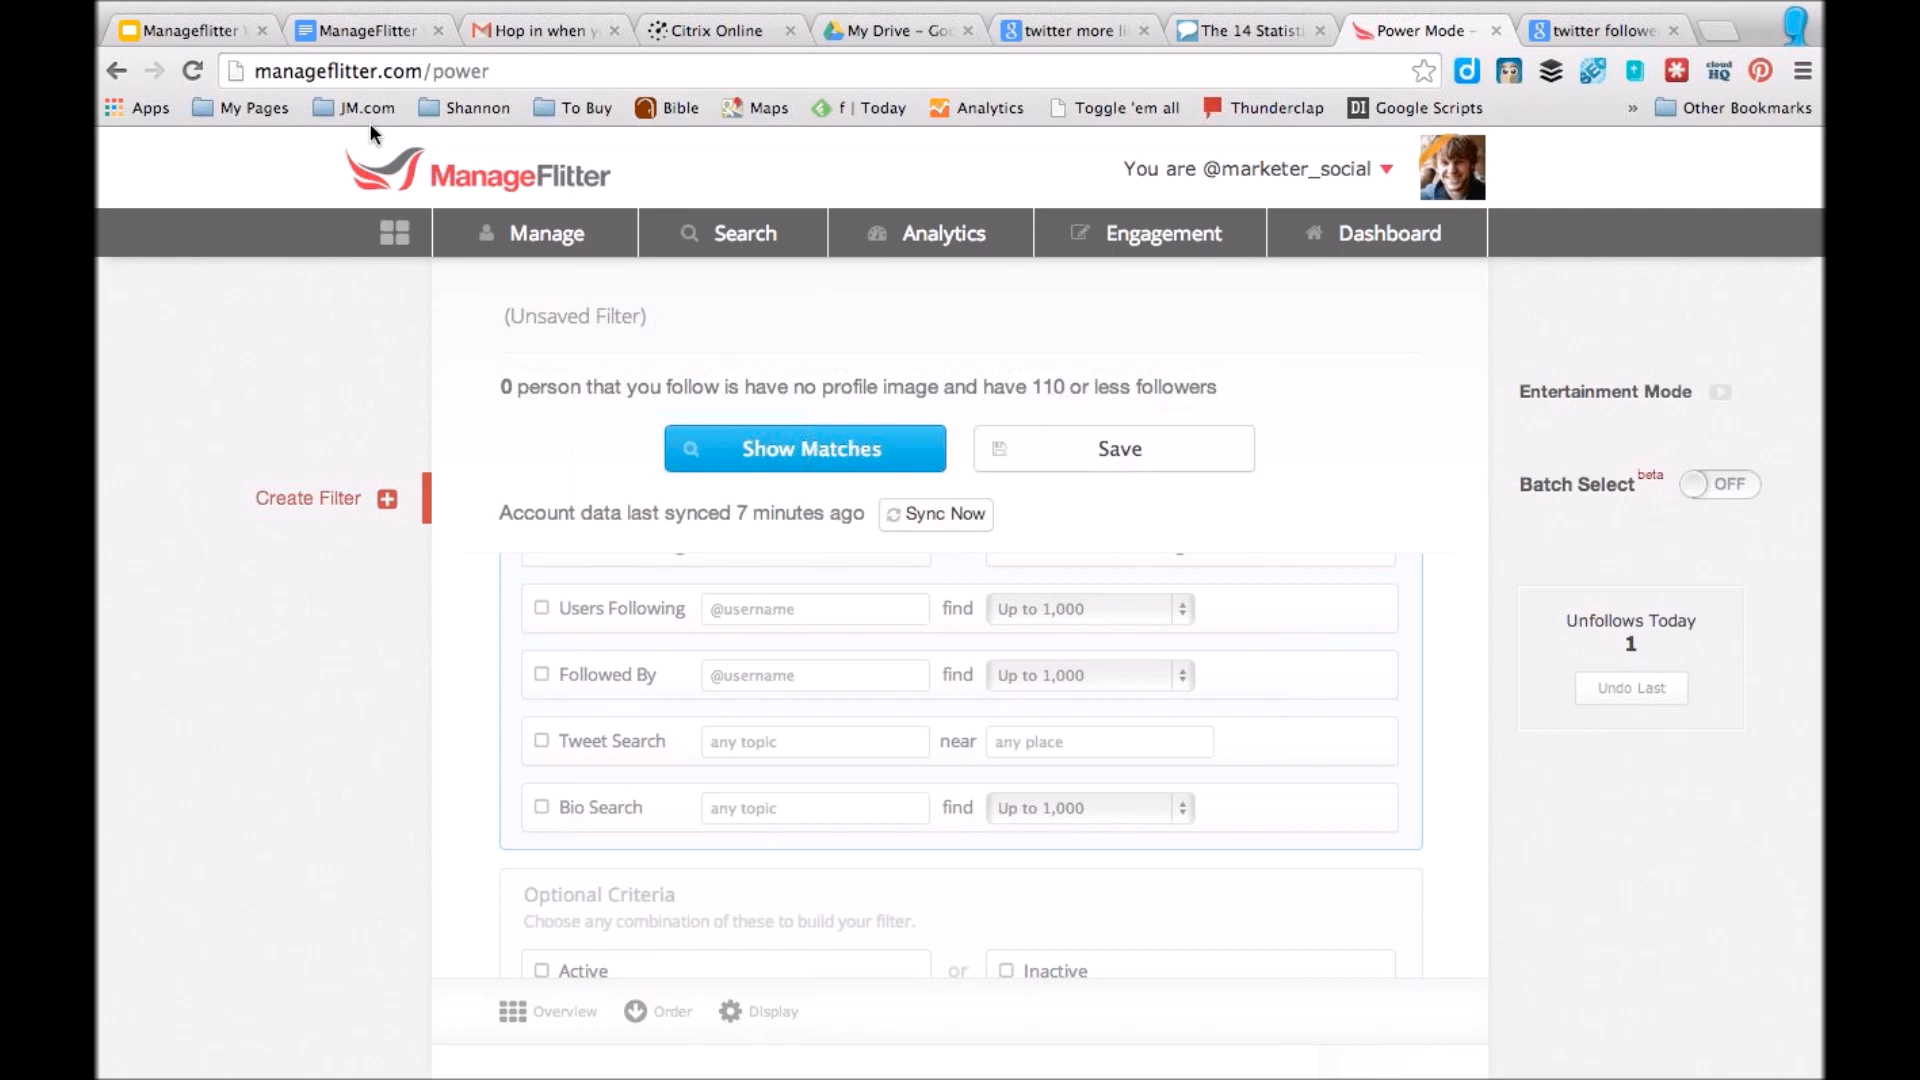 Manageflitter
ManageFlitter
Hop in when y
Citrix Online
My Drive - Goo
twitter more li
The 14 Statisti
Power Mode -
twitter followe
manageflitter.com/power
Apps
My Pages
JM.com
Shannon
To Buy
Bible
Maps
f | Today
Analytics
Toggle 'em all
Thunderclap
DI Google Scripts
»
Other Bookmarks
cloud
HQ
ManageFlitter
You are @marketer_social
Manage
Search
Analytics
Engagement
Dashboard
(Unsaved Filter)
0 person that you follow is have no profile image and have 110 or less followers
Show Matches
Save
Account data last synced 7 minutes ago
Sync Now
Create Filter
Entertainment Mode
Batch Select beta
OFF
Unfollows Today
1
Undo Last
Users Following @username find Up to 1,000
Followed By @username find Up to 1,000
Tweet Search any topic near any place
Bio Search any topic find Up to 1,000
Optional Criteria
Choose any combination of these to build your filter.
Active or Inactive
Overview
Order
Display